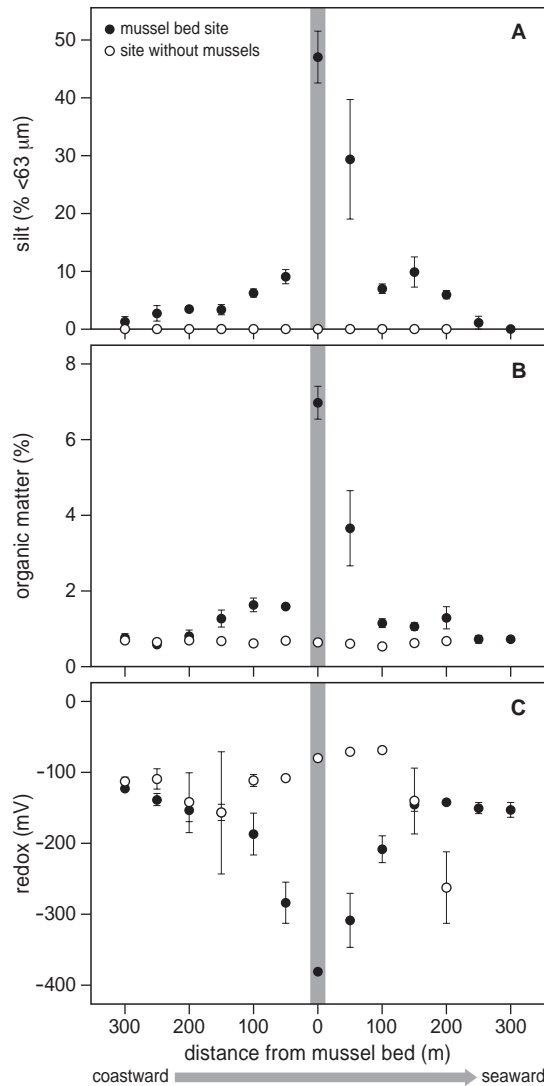 mussel bed site
site without mussels
A
50
40
30
20
10
0
silt (% <63 μm)
B
8
6
4
2
0
organic matter (%)
C
0
-100
-200
-300
-400
redox (mV)
300 200 100 0 100 200 300
distance from mussel bed (m)
coastward seaward